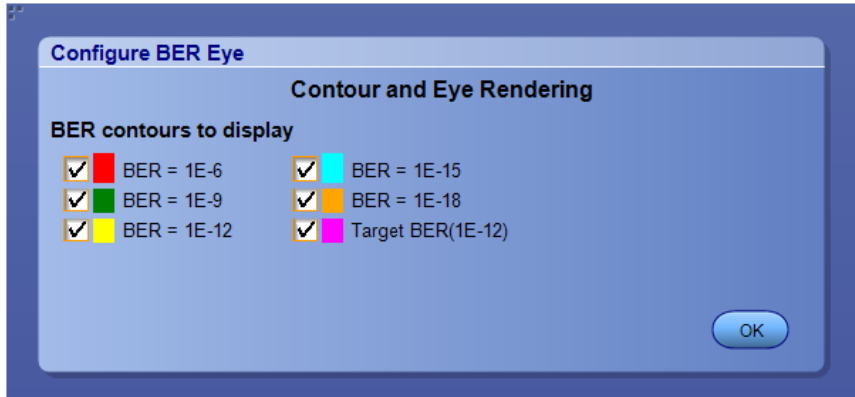 Configure BER Eye
Contour and Eye Rendering
BER contours to display
BER = 1E-6
BER = 1E-15
BER = 1E-9
BER = 1E-18
BER = 1E-12
Target BER(1E-12)
OK